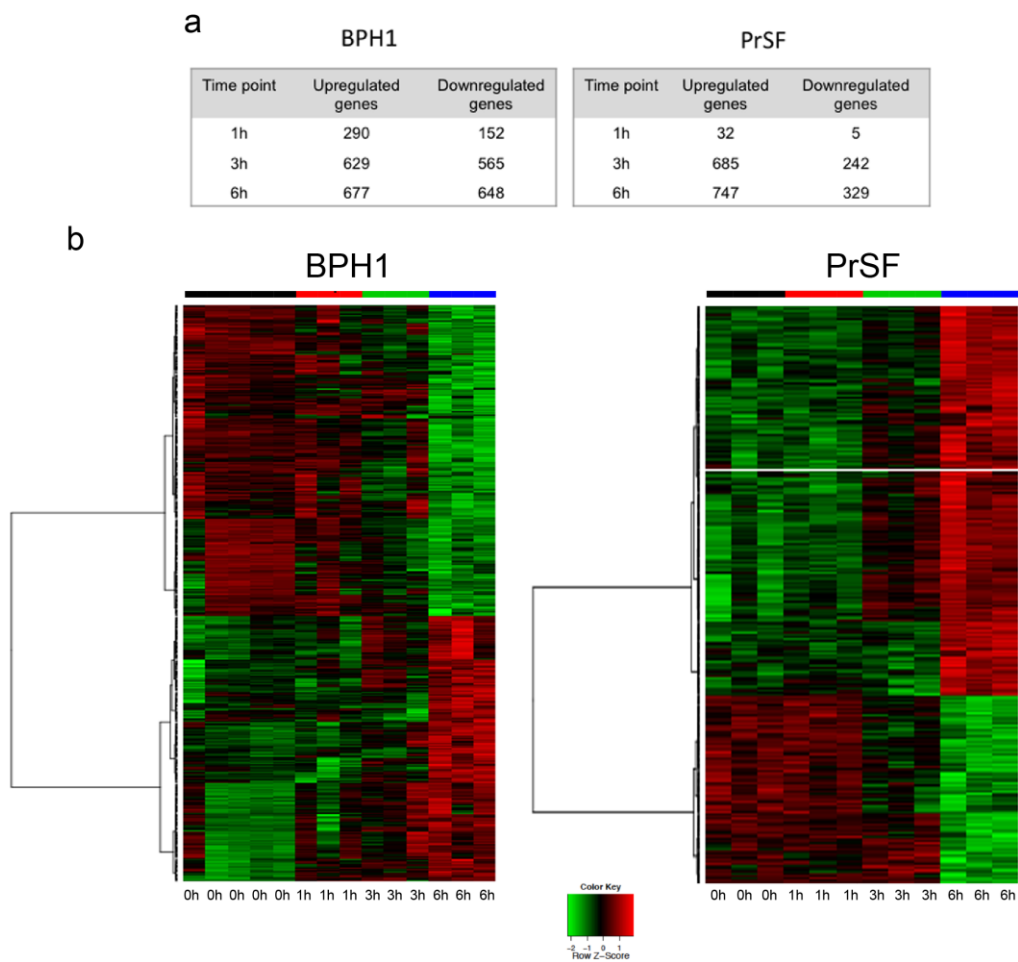 a
BPH1
PrSF
Time point Upregulated genes Downregulated genes
1h 290 152
3h 629 565
6h 677 648
Time point Upregulated genes Downregulated genes
1h 32 5
3h 685 242
6h 747 329
b
BPH1
PrSF
0h 0h 0h 0h 0h 1h 1h 1h 3h 3h 3h 6h 6h 6h
0h 0h 0h 1h 1h 1h 3h 3h 3h 6h 6h 6h
Color Key
-2 -1 0 1
Row Z-Score